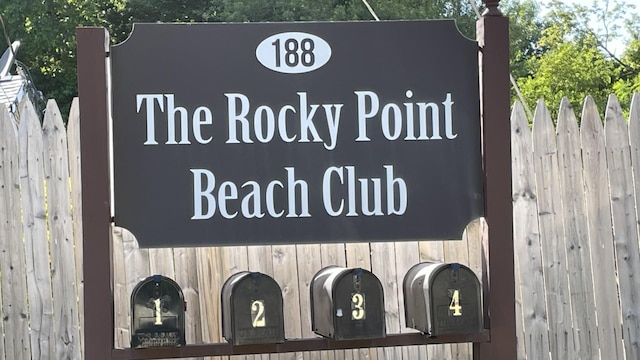 188
The Rocky Point
Beach Club
1 2 3 4